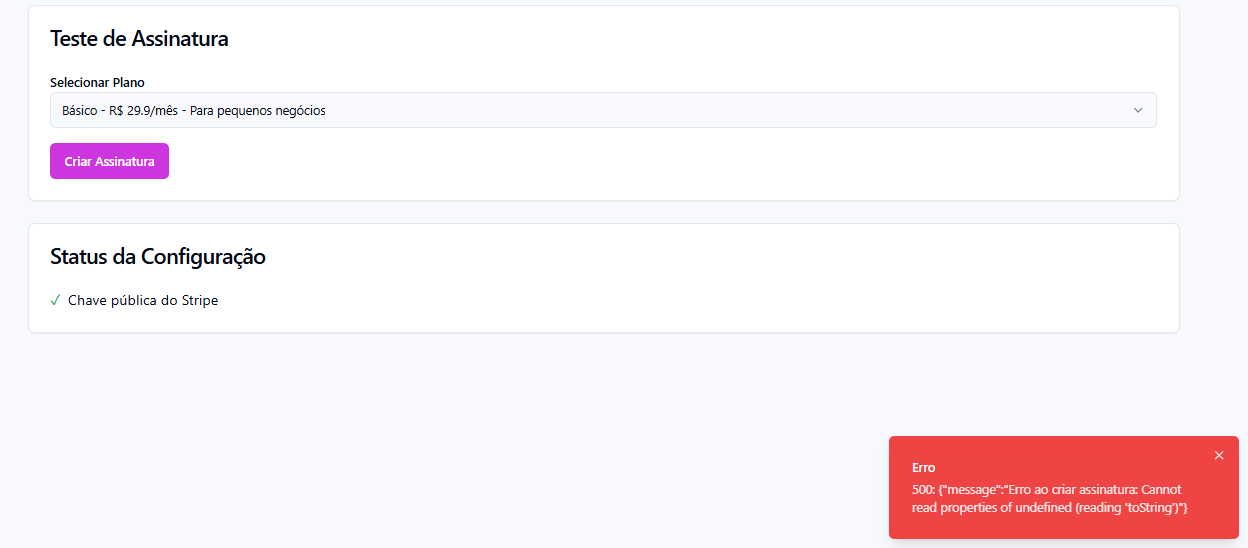 Teste de Assinatura
Selecionar Plano
Básico - R$ 29.9/mês - Para pequenos negócios
Criar Assinatura
Status da Configuração
✓ Chave pública do Stripe
Erro
500: {"message":"Erro ao criar assinatura: Cannot
read properties of undefined (reading 'toString')"}